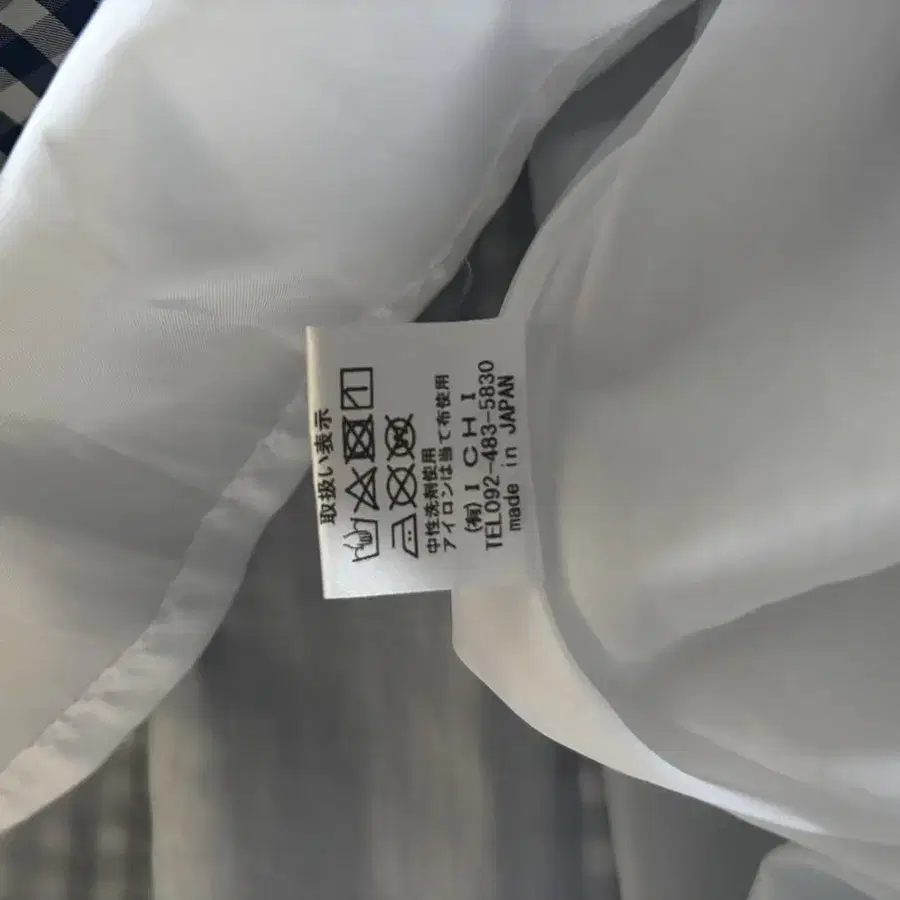 取扱い表示
中性洗剤使用
アイロンは当て布使用
(有) I CHI
TEL092-483-5830
made in JAPAN